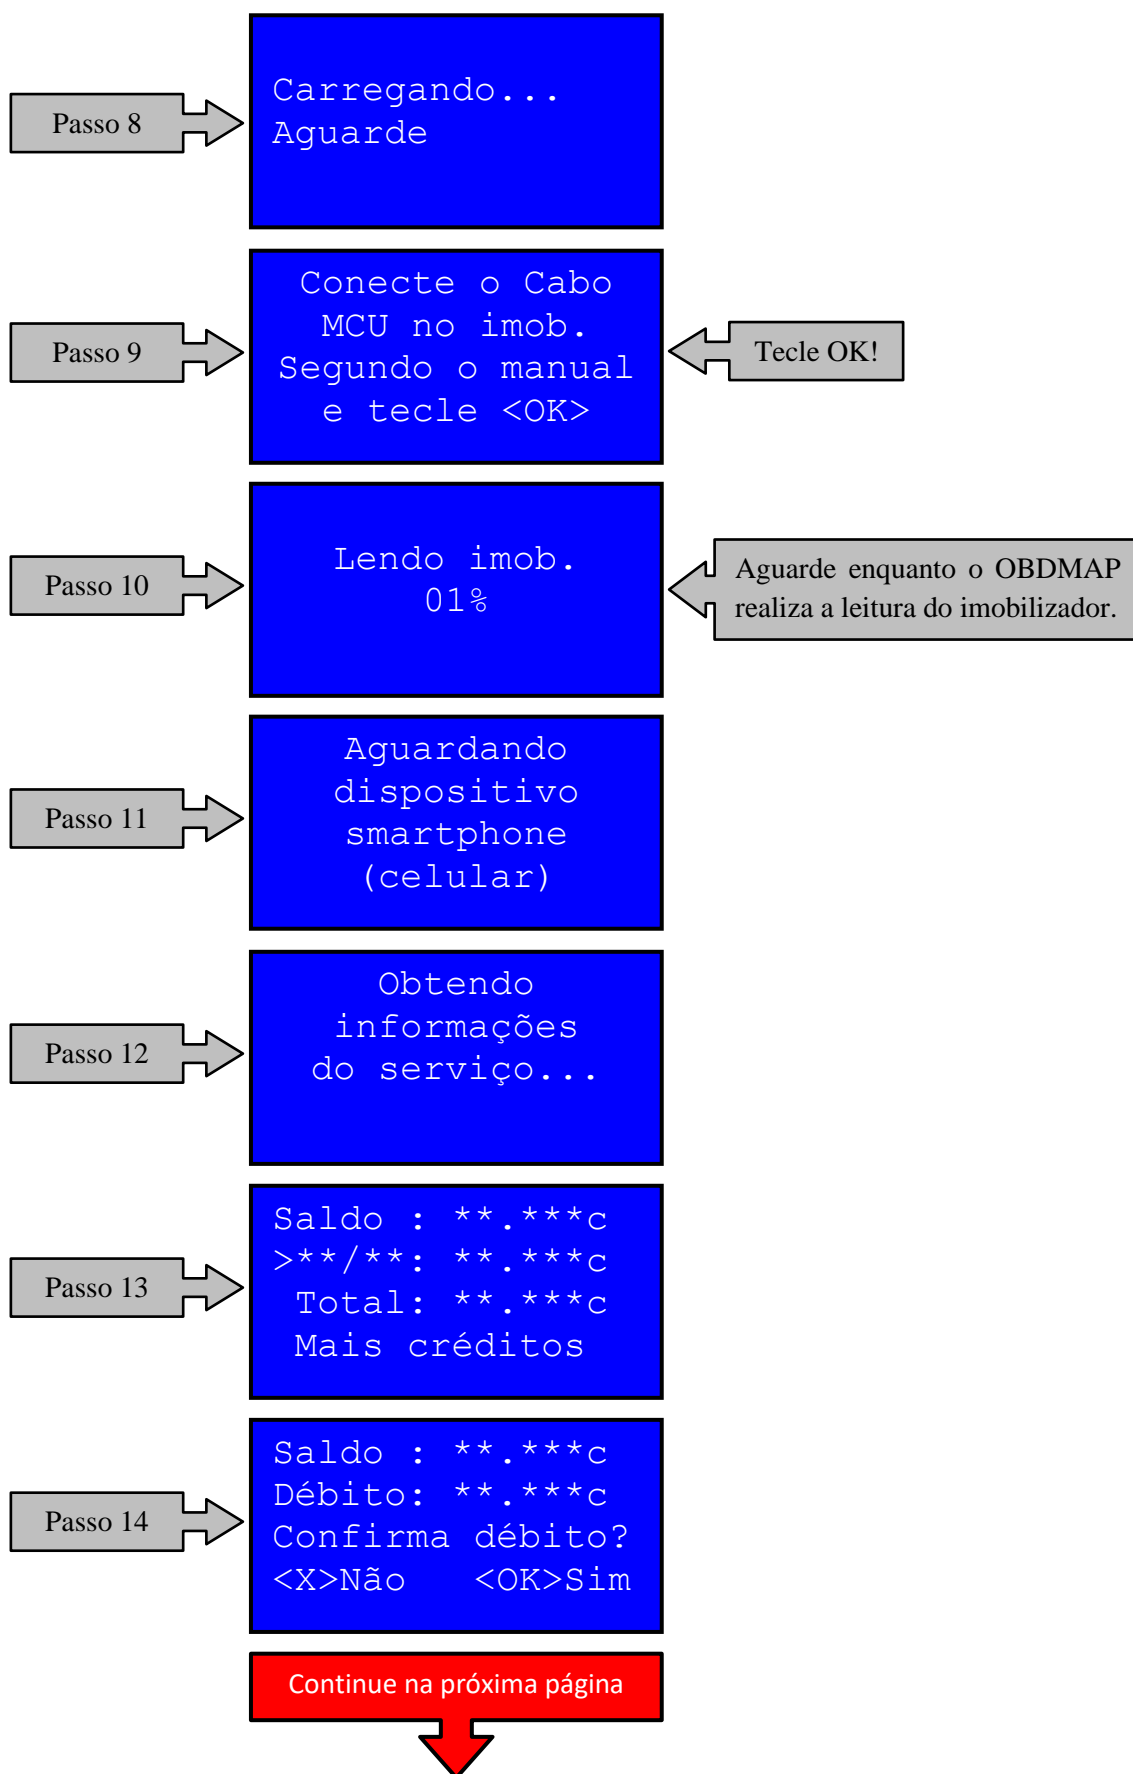 Passo 8
Carregando...
Aguarde
Passo 9
Conecte o Cabo
MCU no imob.
Segundo o manual
e tecle <OK>
Tecle OK!
Passo 10
Lendo imob.
01%
Aguarde enquanto o OBDMAP
realiza a leitura do imobilizador.
Passo 11
Aguardando
dispositivo
smartphone
(celular)
Passo 12
Obtendo
informações
do serviço...
Passo 13
Saldo : **.***c
>**/**: **.***c
Total: **.***c
Mais créditos
Passo 14
Saldo : **.***c
Débito: **.***c
Confirma débito?
<X>Não <OK>Sim
Continue na próxima página